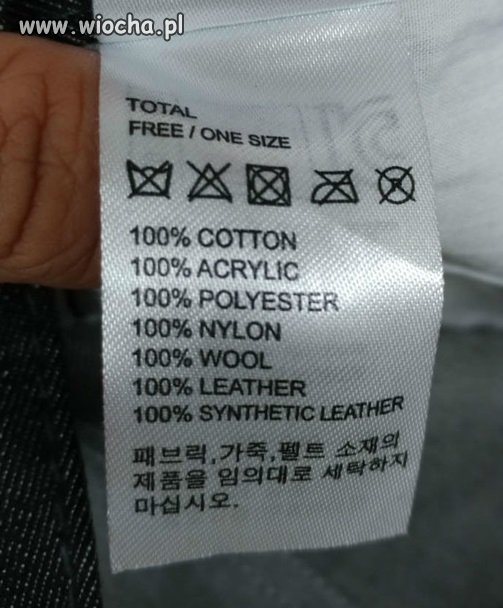 www.wiocha.pl
TOTAL
FREE / ONE SIZE
100% COTTON
100% ACRYLIC
100% POLYESTER
100% NYLON
100% WOOL
100% LEATHER
100% SYNTHETIC LEATHER
패브릭,가죽,펠트 소재의
제품을 임의대로 세탁하지
마십시오.